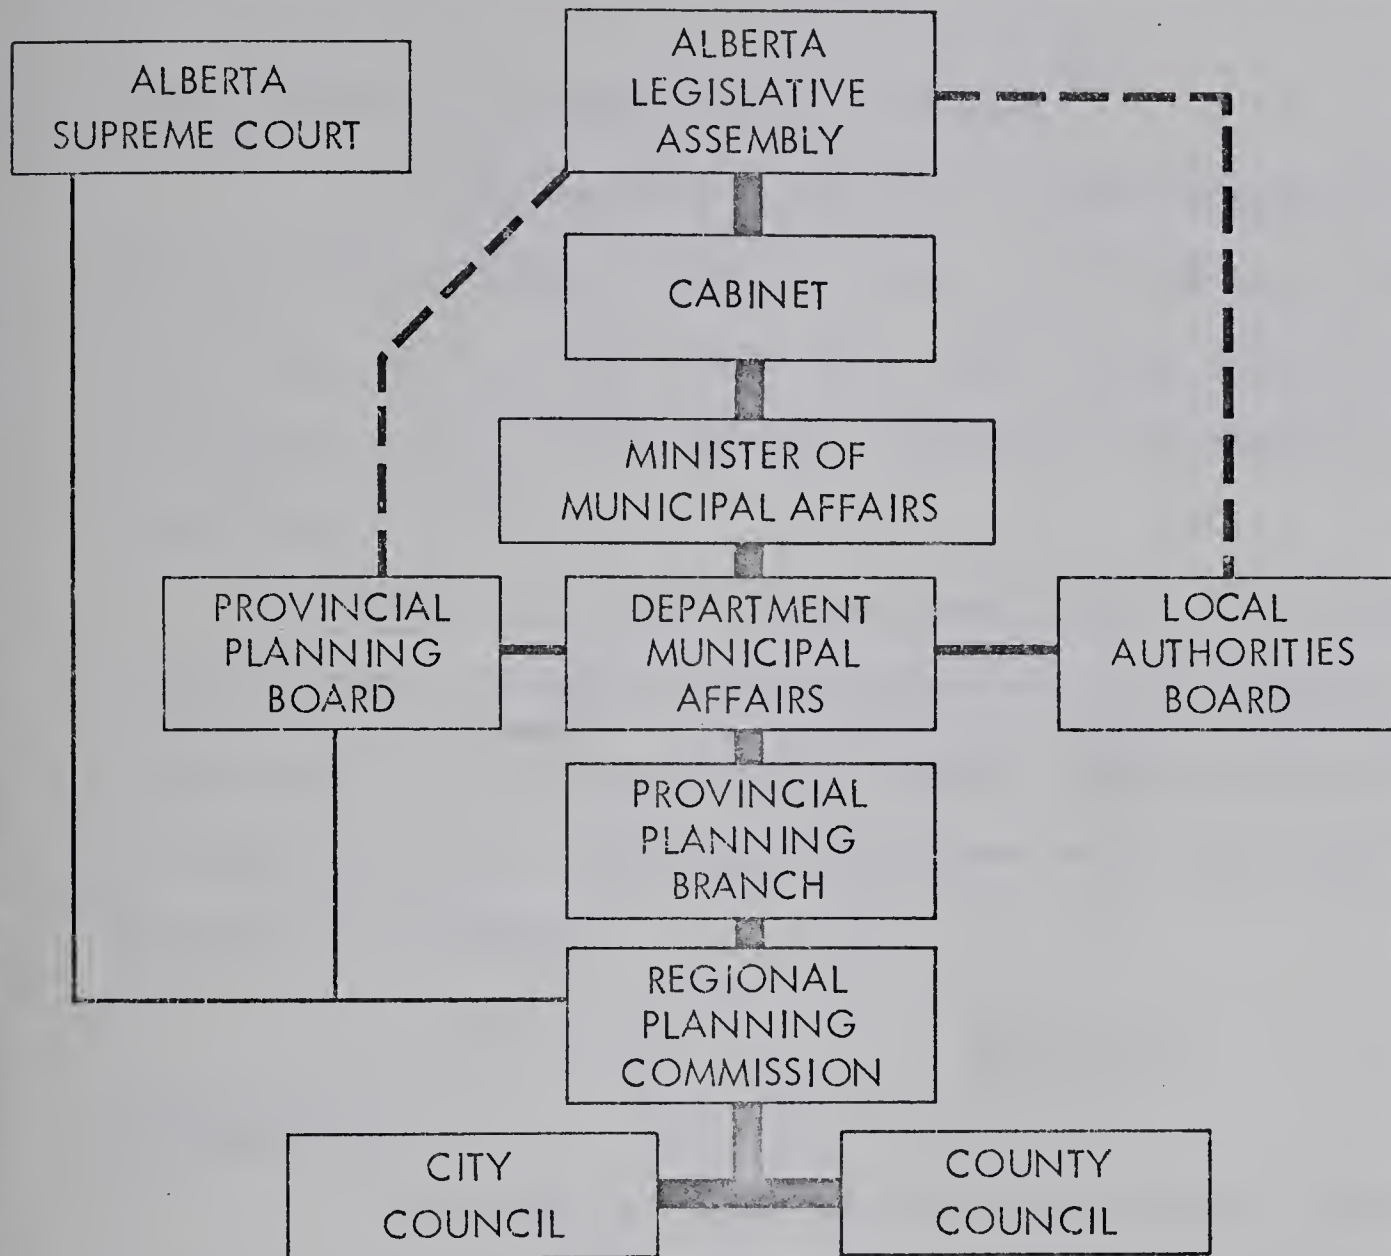 ALBERTA
SUPREME COURT
ALBERTA
LEGISLATIVE
ASSEMBLY
CABINET
MINISTER OF
MUNICIPAL AFFAIRS
PROVINCIAL
PLANNING
BOARD
DEPARTMENT
MUNICIPAL
AFFAIRS
LOCAL
AUTHORITIES
BOARD
PROVINCIAL
PLANNING
BRANCH
REGIONAL
PLANNING
COMMISSION
CITY
COUNCIL
COUNTY
COUNCIL